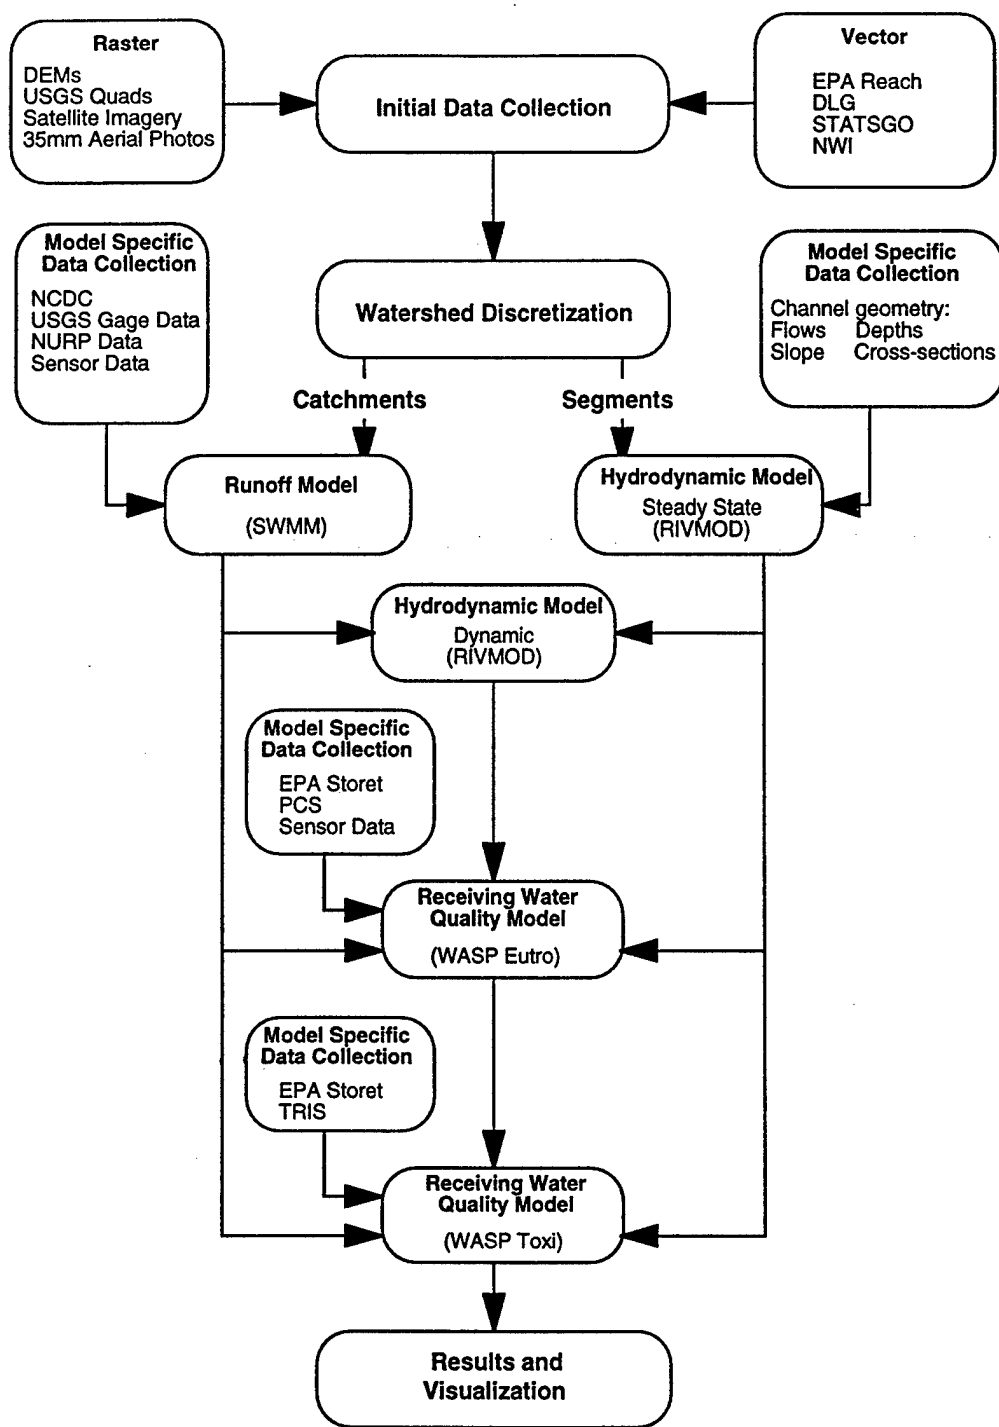 Raster
DEMs
USGS Quads
Satellite Imagery
35mm Aerial Photos
Initial Data Collection
Vector
EPA Reach
DLG
STATSGO
NWI
Model Specific
Data Collection
NCDC
USGS Gage Data
NURP Data
Sensor Data
Watershed Discretization
Model Specific
Data Collection
Channel geometry:
Flows Depths
Slope Cross-sections
Catchments
Segments
Runoff Model
(SWMM)
Hydrodynamic Model
Steady State
(RIVMOD)
Hydrodynamic Model
Dynamic
(RIVMOD)
Model Specific
Data Collection
EPA Storet
PCS
Sensor Data
Receiving Water
Quality Model
(WASP Eutro)
Model Specific
Data Collection
EPA Storet
TRIS
Receiving Water
Quality Model
(WASP Toxi)
Results and
Visualization